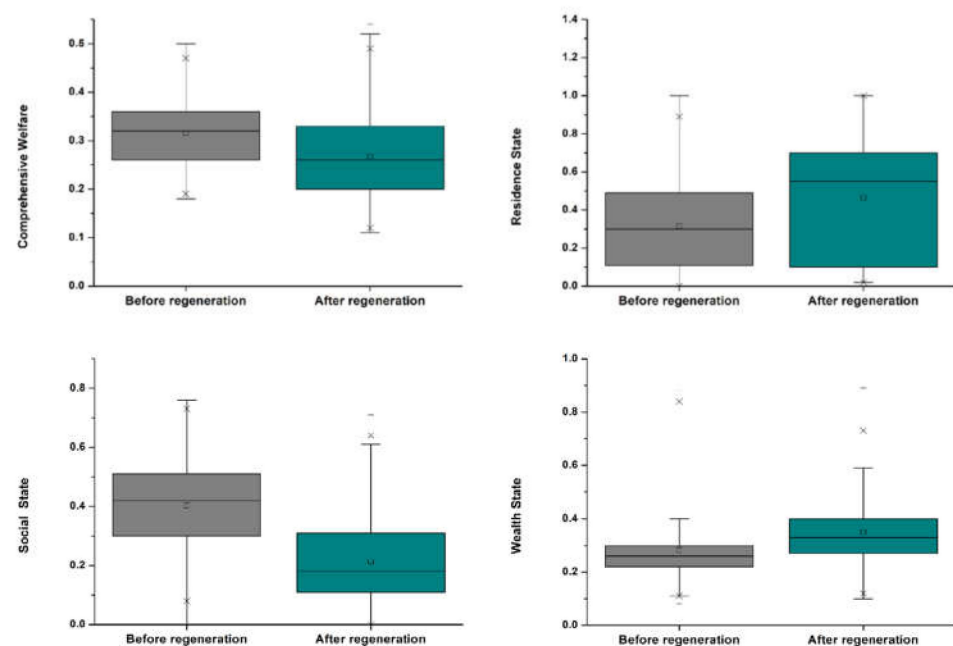 Comprehensive Welfare
0.5
0.4
0.3
0.2
0.1
0.0
Before regeneration
After regeneration
Residence State
1.4
1.2
1.0
0.8
0.6
0.4
0.2
0.0
Before regeneration
After regeneration
Social State
0.8
0.6
0.4
0.2
0.0
Before regeneration
After regeneration
Wealth State
1.0
0.8
0.6
0.4
0.2
0.0
Before regeneration
After regeneration